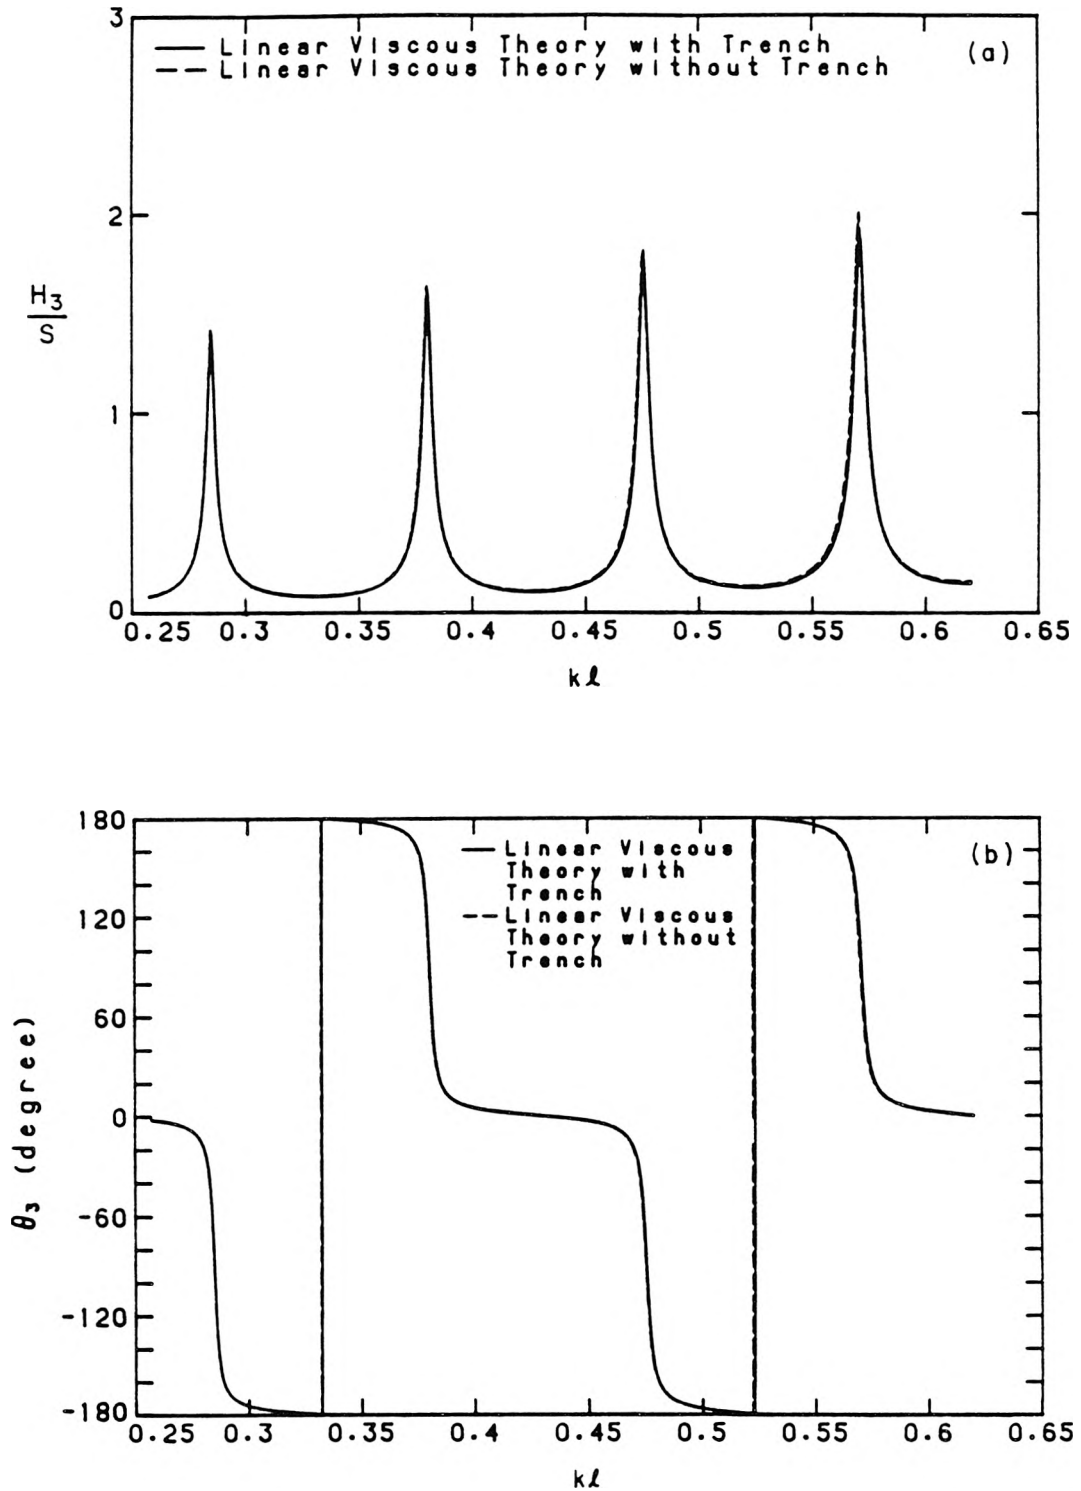 3
Linear Viscous Theory with Trench
(a)
Linear Viscous Theory without Trench
2
H3
S
1
0
0.25
0.3
0.35
0.4
0.45
0.5
0.55
0.6
0.65
kℓ
180
Linear Viscous
Theory with
Trench
(b)
Linear Viscous
Theory without
Trench
120
60
0
-60
-120
-180
θ3 (degree)
0.25
0.3
0.35
0.4
0.45
0.5
0.55
0.6
0.65
kℓ